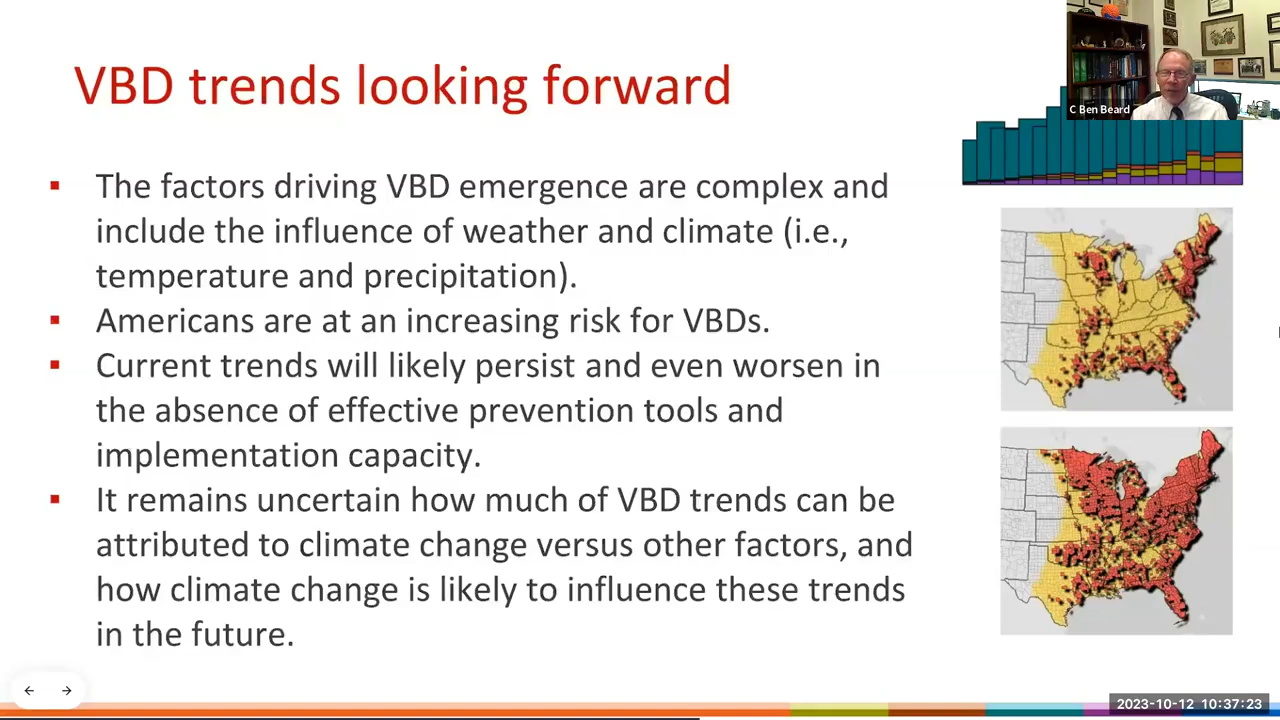 VBD trends looking forward
C Ben Beard
▪ The factors driving VBD emergence are complex and
include the influence of weather and climate (i.e.,
temperature and precipitation).
▪ Americans are at an increasing risk for VBDs.
▪ Current trends will likely persist and even worsen in
the absence of effective prevention tools and
implementation capacity.
▪ It remains uncertain how much of VBD trends can be
attributed to climate change versus other factors, and
how climate change is likely to influence these trends
in the future.
2023-10-12 10:37:23